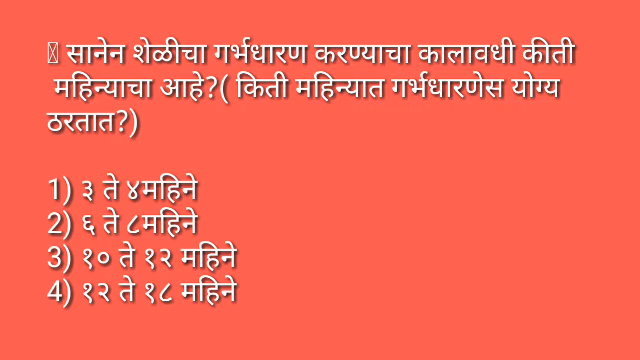 सानेन शेळीचा गर्भधारण करण्याचा कालावधी कीती
महिन्याचा आहे?( किती महिन्यात गर्भधारणेस योग्य
ठरतात?)
1) ३ ते ४महिने
2) ६ ते ८महिने
3) १० ते १२ महिने
4) १२ ते १८ महिने